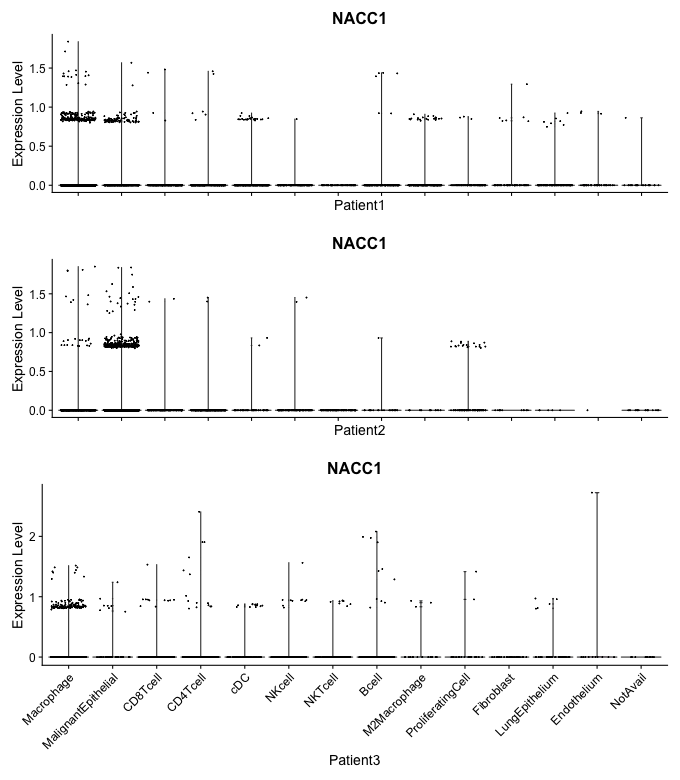 NACC1
Expression Level
1.5
1.0
0.5
0.0
Patient1
NACC1
Expression Level
1.5
1.0
0.5
0.0
Patient2
NACC1
Expression Level
2
1
0
Macrophage
MalignantEpithelial
CD8Tcell
CD4Tcell
cDC
NKcell
NKTcell
Bcell
M2Macrophage
ProliferatingCell
Fibroblast
LungEpithelium
Endothelium
NotAvail
Patient3